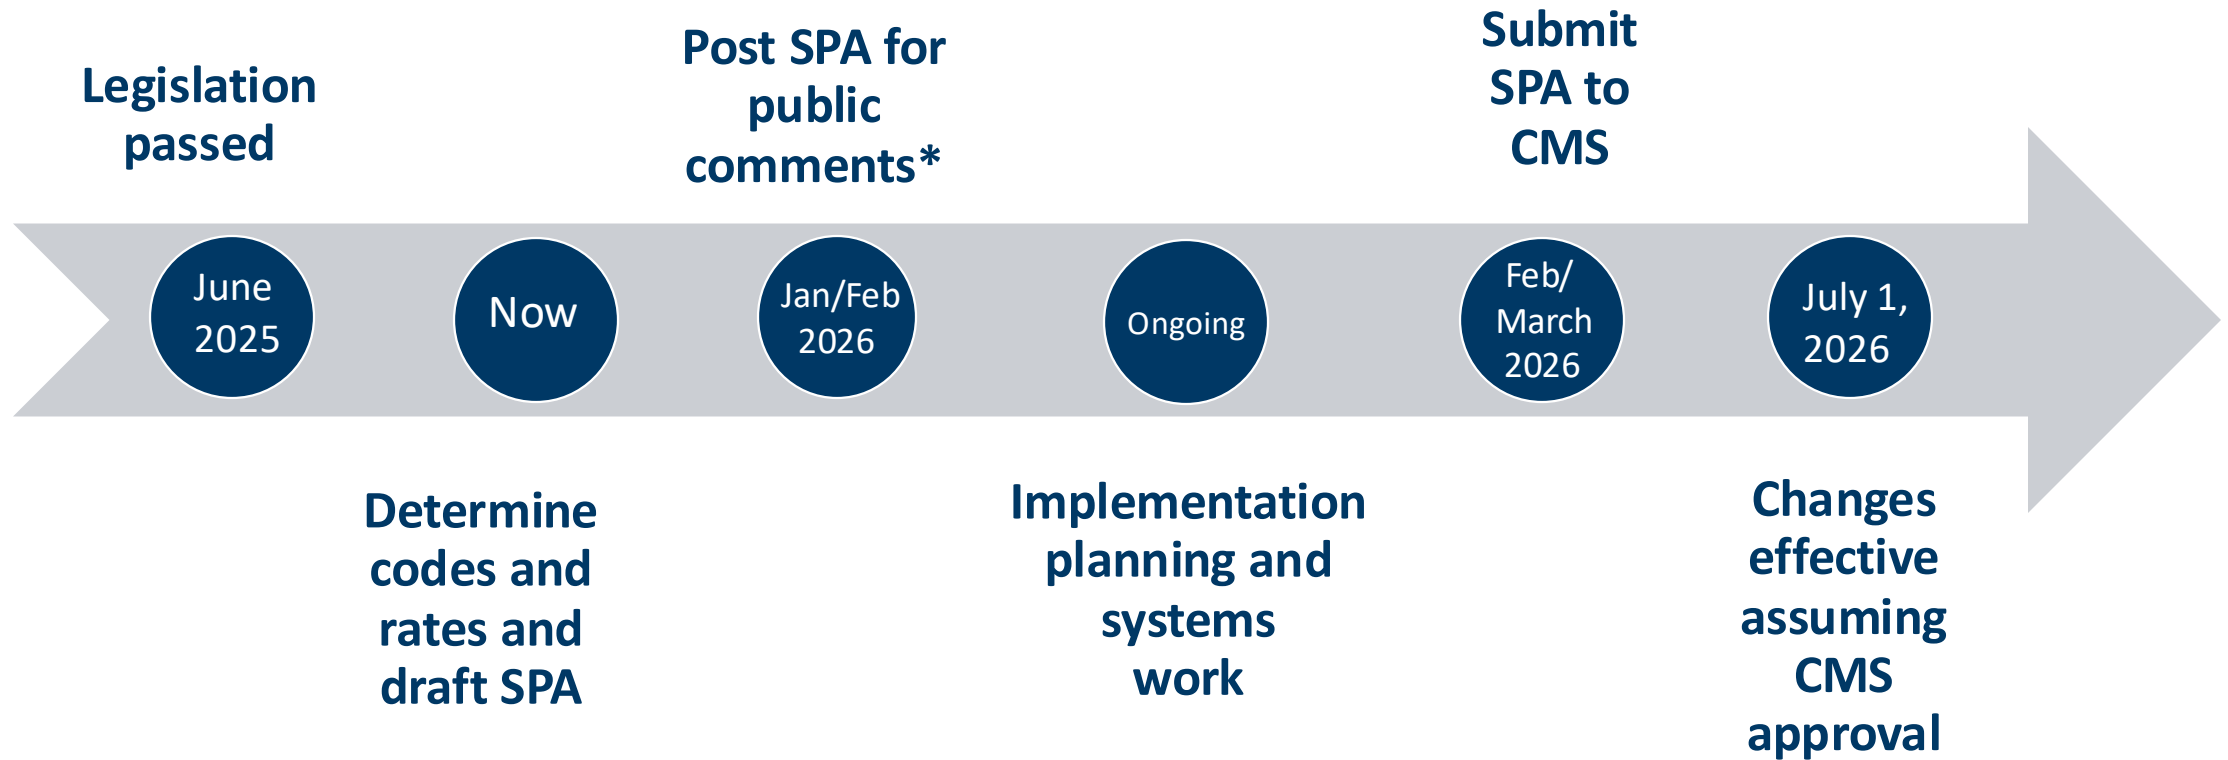 Legislation
passed
June
2025
Now
Determine
codes and
rates and
draft SPA
Post SPA for
public
comments*
Jan/Feb
2026
Ongoing
Implementation
planning and
systems
work
Submit
SPA to
CMS
Feb/
March
2026
July 1,
2026
Changes
effective
assuming
CMS
approval